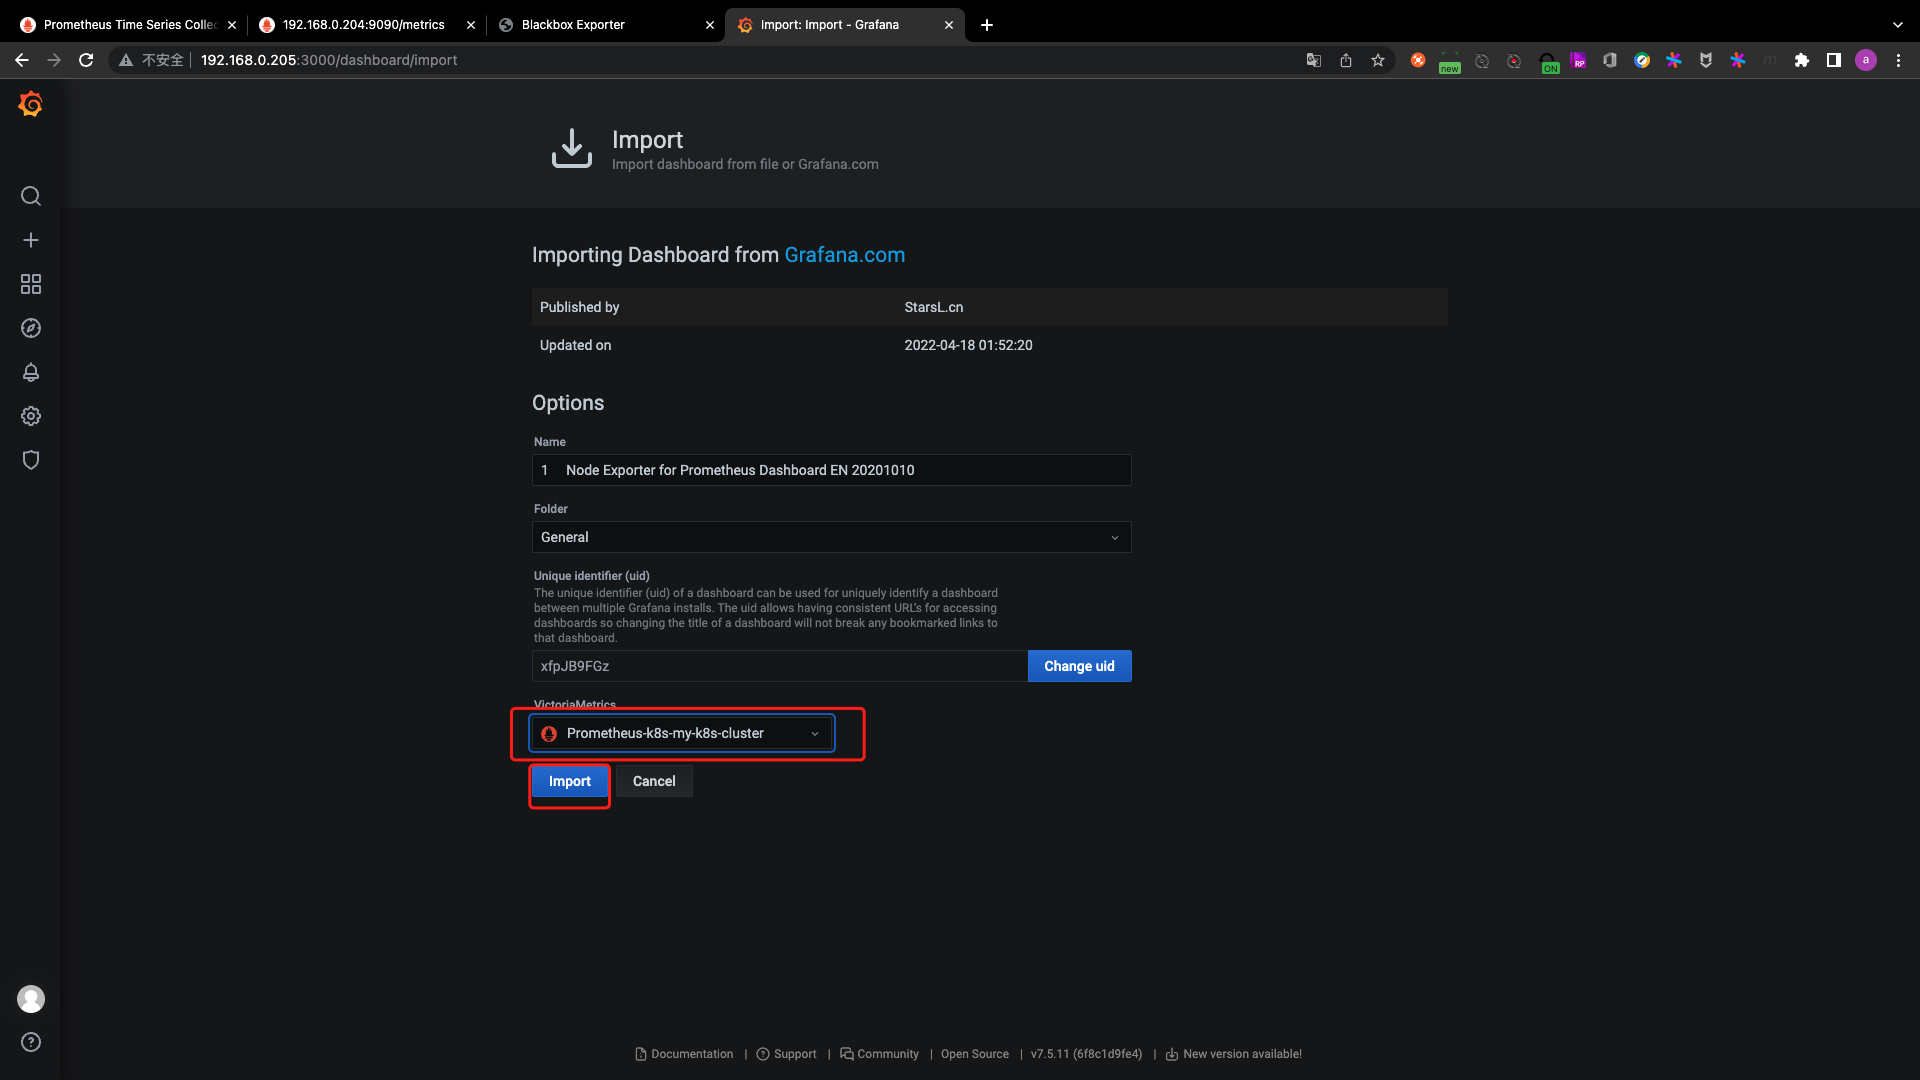 Prometheus Time Series Collec
192.168.0.204:9090/metrics
Blackbox Exporter
Import: Import - Grafana
不安全
192.168.0.205:3000/dashboard/import
new
ON
RP
a
Import
Import dashboard from file or Grafana.com
Importing Dashboard from Grafana.com
Published by StarsL.cn
Updated on 2022-04-18 01:52:20
Options
Name
1 Node Exporter for Prometheus Dashboard EN 20201010
Folder
General
Unique identifier (uid)
The unique identifier (uid) of a dashboard can be used for uniquely identify a dashboard
between multiple Grafana installs. The uid allows having consistent URL's for accessing
dashboards so changing the title of a dashboard will not break any bookmarked links to
that dashboard.
xfpJB9FGz
Change uid
VictoriaMetrics
Prometheus-k8s-my-k8s-cluster
Import
Cancel
Documentation | Support | Community | Open Source | v7.5.11 (6f8c1d9fe4) | New version available!